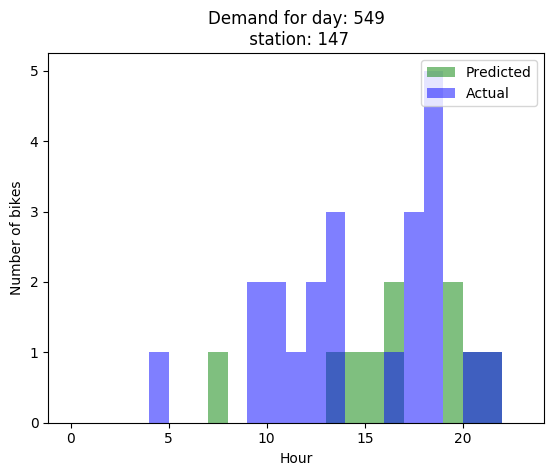 Demand for day: 549
station: 147
Predicted
Actual
Number of bikes
5
4
3
2
1
0
0
5
10
15
20
Hour